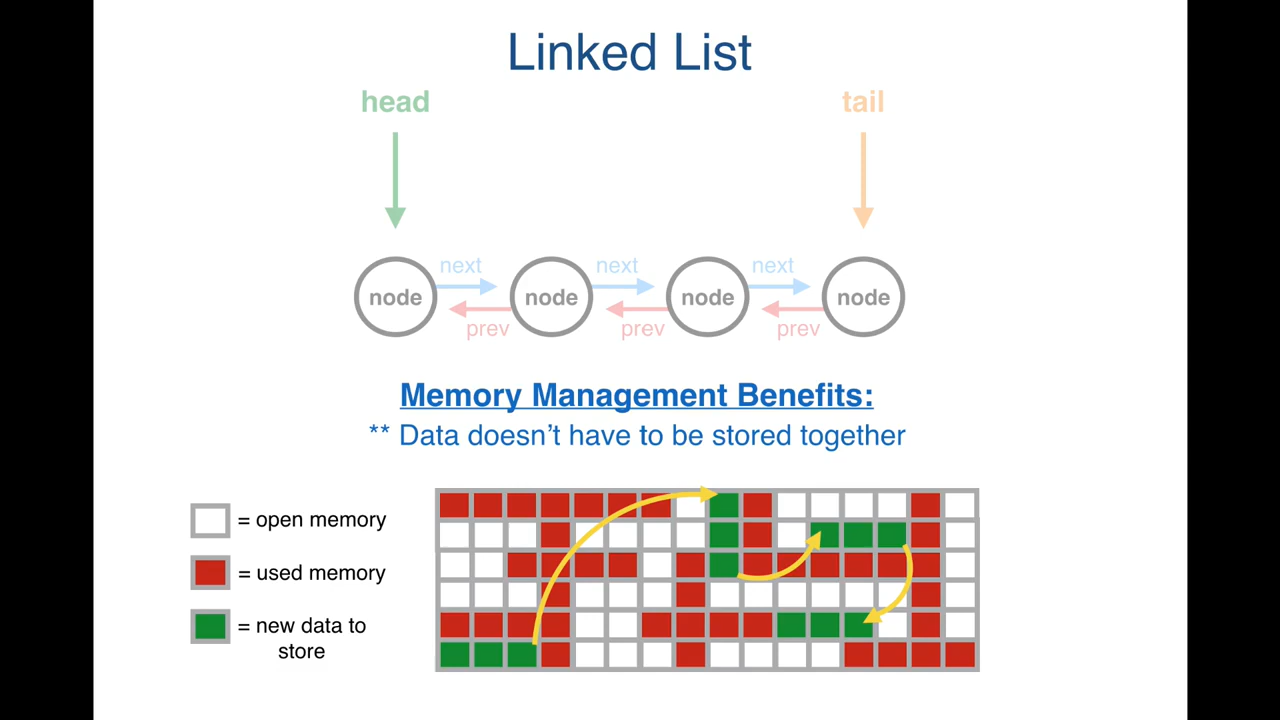 Linked List
head
tail
next
next
next
node
node
node
node
prev
prev
prev
Memory Management Benefits:
** Data doesn’t have to be stored together
= open memory
= used memory
= new data to
store